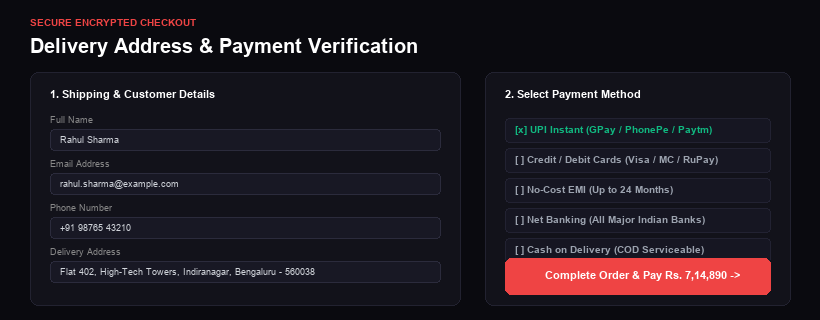 SECURE ENCRYPTED CHECKOUT
Delivery Address & Payment Verification
1. Shipping & Customer Details
Full Name
Rahul Sharma
Email Address
rahul.sharma@example.com
Phone Number
+91 98765 43210
Delivery Address
Flat 402, High-Tech Towers, Indiranagar, Bengaluru - 560038
2. Select Payment Method
[x] UPI Instant (GPay / PhonePe / Paytm)
[ ] Credit / Debit Cards (Visa / MC / RuPay)
[ ] No-Cost EMI (Up to 24 Months)
[ ] Net Banking (All Major Indian Banks)
[ ] Cash on Delivery (COD Serviceable)
Complete Order & Pay Rs. 7,14,890 ->